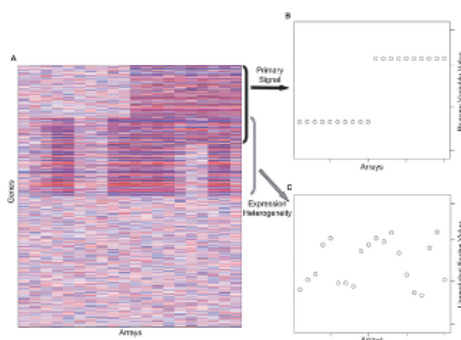 A
B
Primary
Signal
Arrays
Genes
C
Expression
Heterogeneity
Arrays